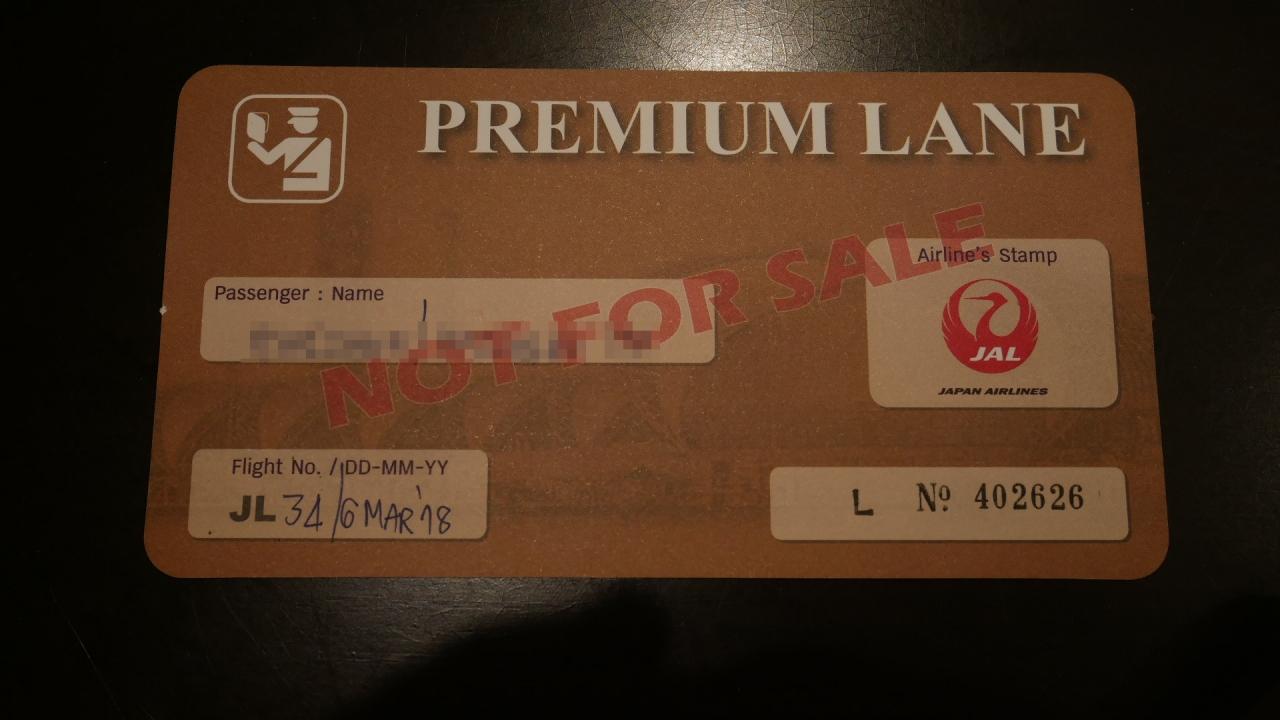 PREMIUM LANE
NOT FOR SALE
Airline's Stamp
JAL
JAPAN AIRLINES
Passenger : Name
Flight No. / DD-MM-YY
JL 34/6 MAR '18
L Nº 402626